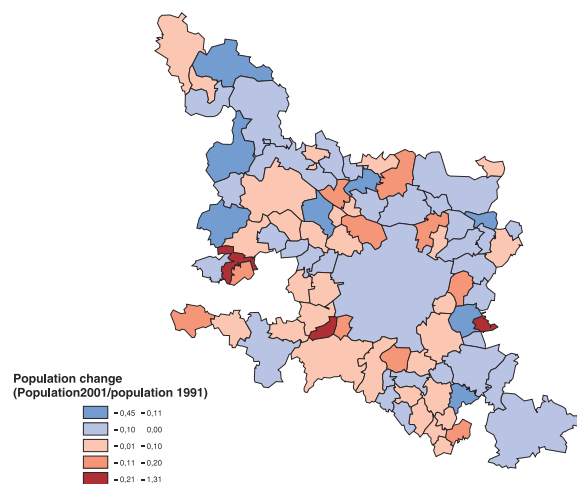 Population change
(Population2001/population 1991)
– 0,45 – 0,11
– 0,10 0,00
– 0,01 – 0,10
– 0,11 – 0,20
– 0,21 – 1,31